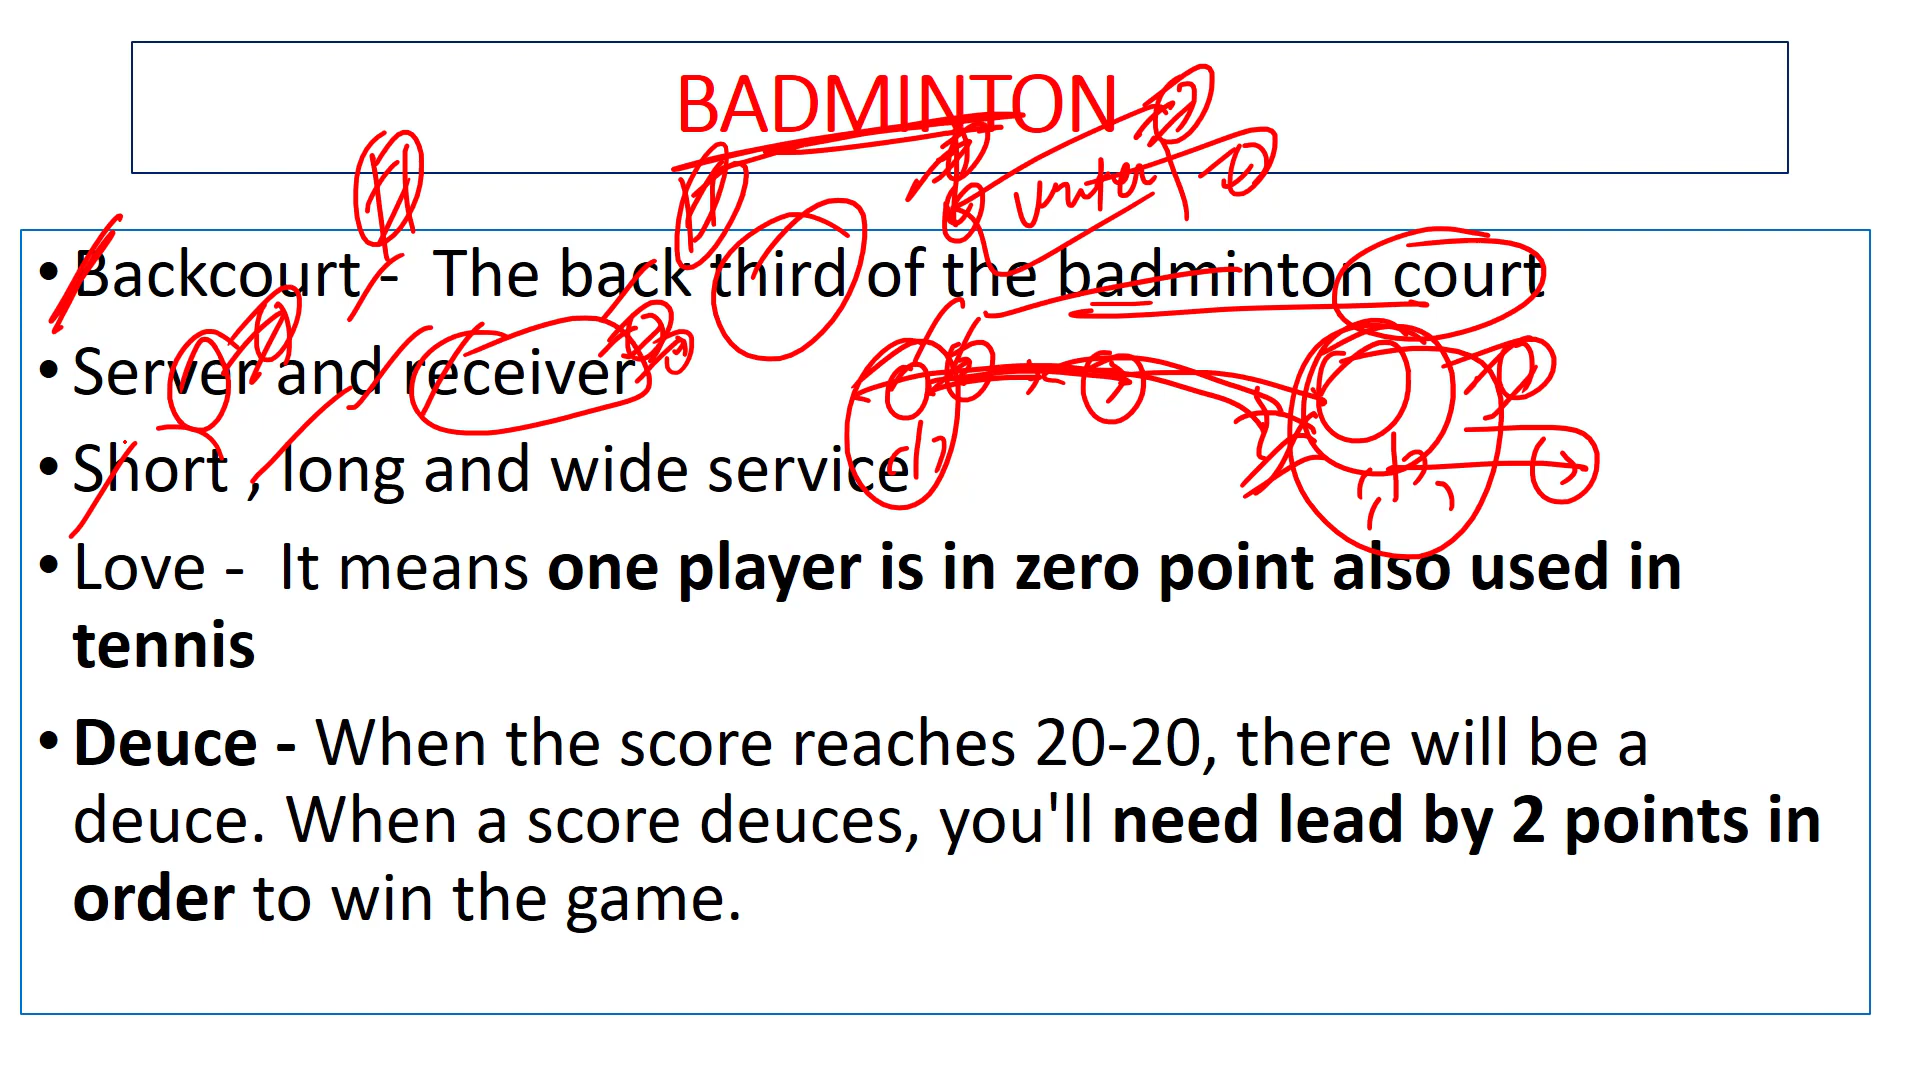 BADMINTON
• Backcourt - The back third of the badminton court
• Server and receiver
• Short , long and wide service
• Love - It means one player is in zero point also used in
tennis
• Deuce - When the score reaches 20-20, there will be a
deuce. When a score deuces, you'll need lead by 2 points in
order to win the game.